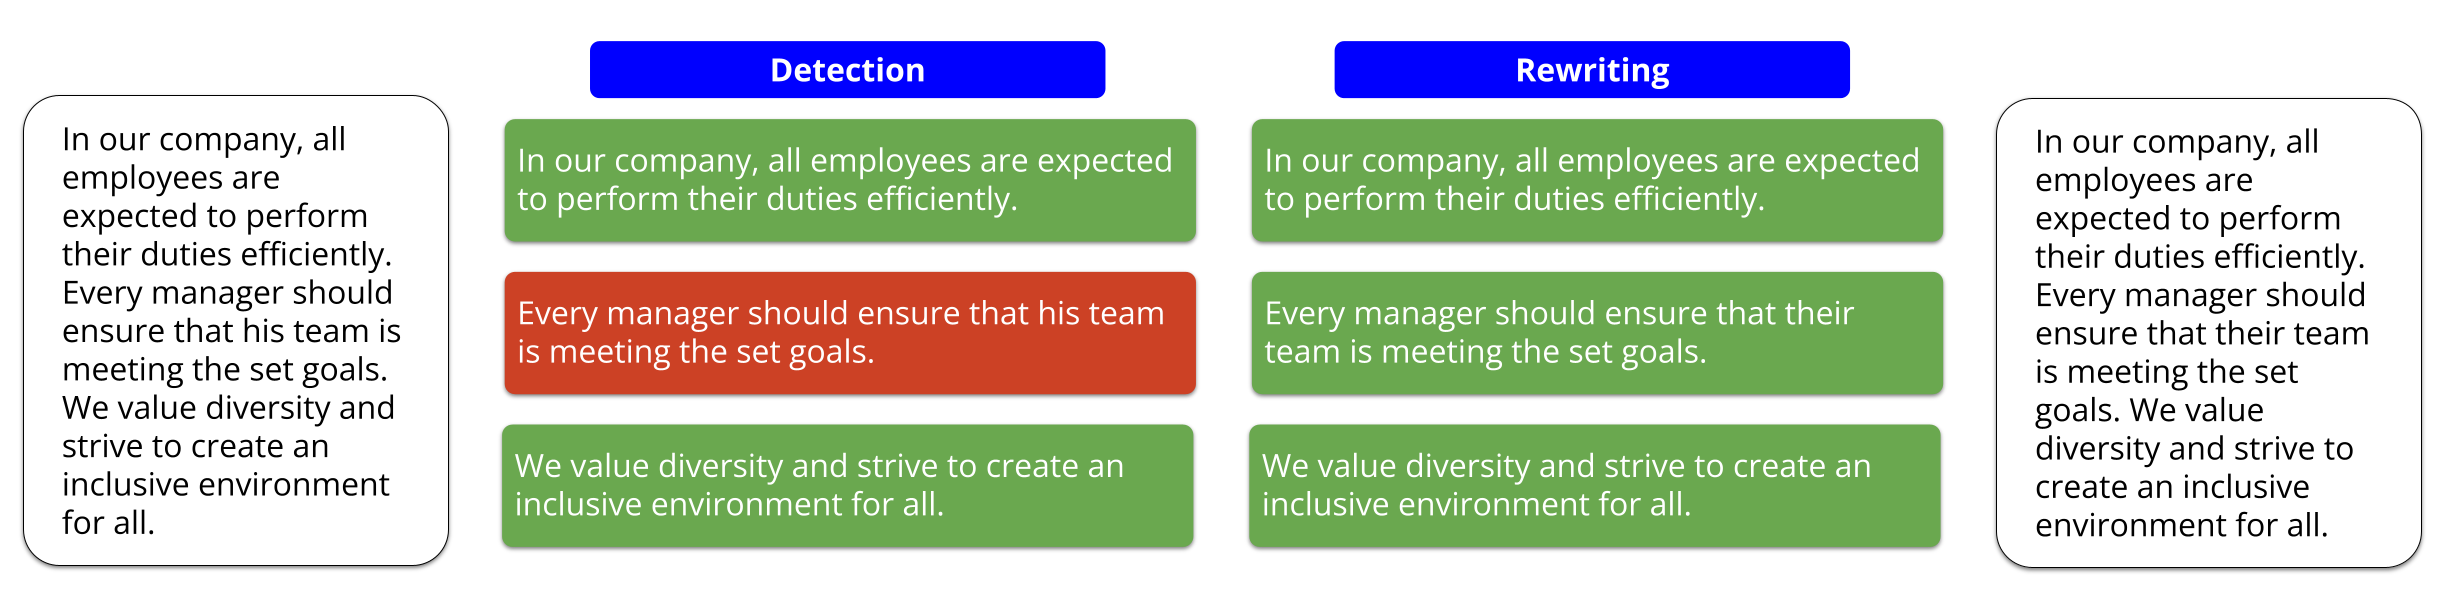 In our company, all
employees are
expected to perform
their duties efficiently.
Every manager should
ensure that his team is
meeting the set goals.
We value diversity and
strive to create an
inclusive environment
for all.
Detection
In our company, all employees are expected
to perform their duties efficiently.
Every manager should ensure that his team
is meeting the set goals.
We value diversity and strive to create an
inclusive environment for all.
Rewriting
In our company, all employees are expected
to perform their duties efficiently.
Every manager should ensure that their
team is meeting the set goals.
We value diversity and strive to create an
inclusive environment for all.
In our company, all
employees are
expected to perform
their duties efficiently.
Every manager should
ensure that their team
is meeting the set
goals. We value
diversity and strive to
create an inclusive
environment for all.